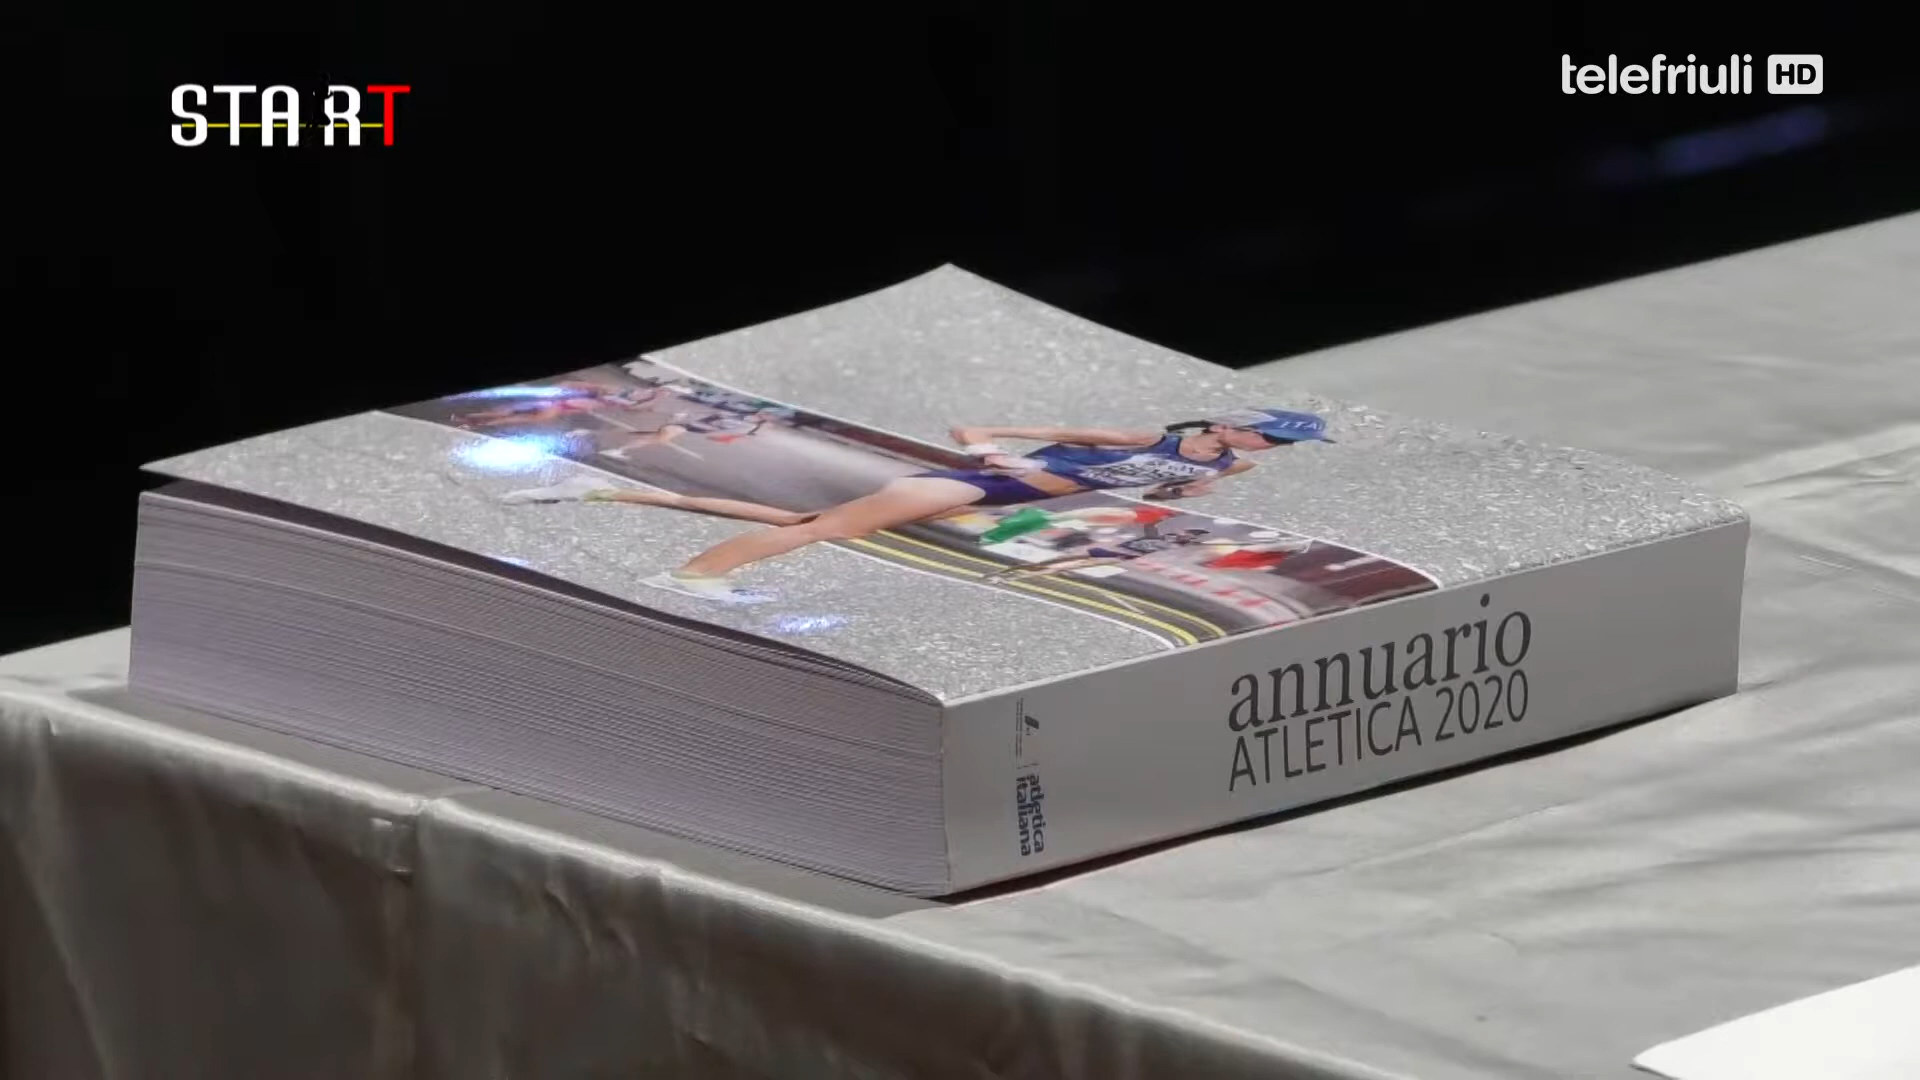 START
telefriuli HD
ITA
annuario
ATLETICA 2020
atletica
italiana